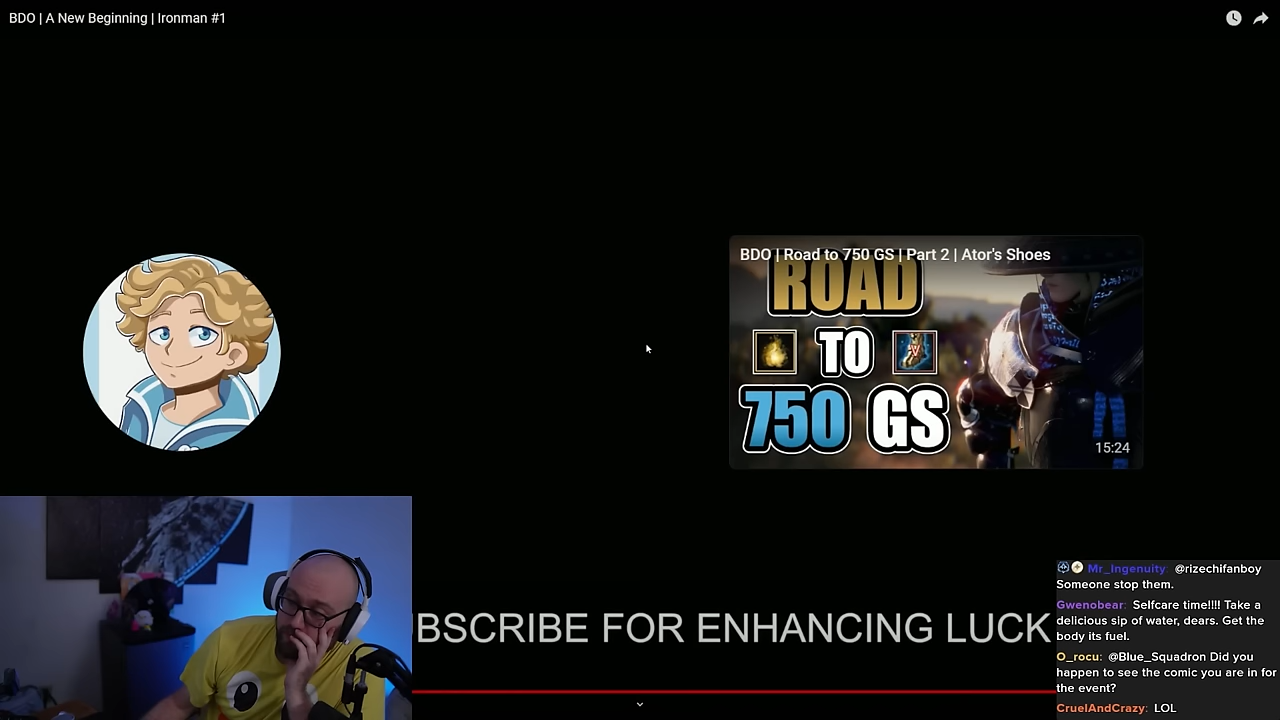 BDO | A New Beginning | Ironman #1
BDO | Road to 750 GS | Part 2 | Ator's Shoes
ROAD
TO
V
750 GS
15:24
BSCRIBE FOR ENHANCING LUCK
Mr_Ingenuity: @rizechifanboy
Someone stop them.
Gwenobear: Selfcare time!!!! Take a
delicious sip of water, dears. Get the
body its fuel.
O_rocu: @Blue_Squadron Did you
happen to see the comic you are in for
the event?
CruelAndCrazy: LOL